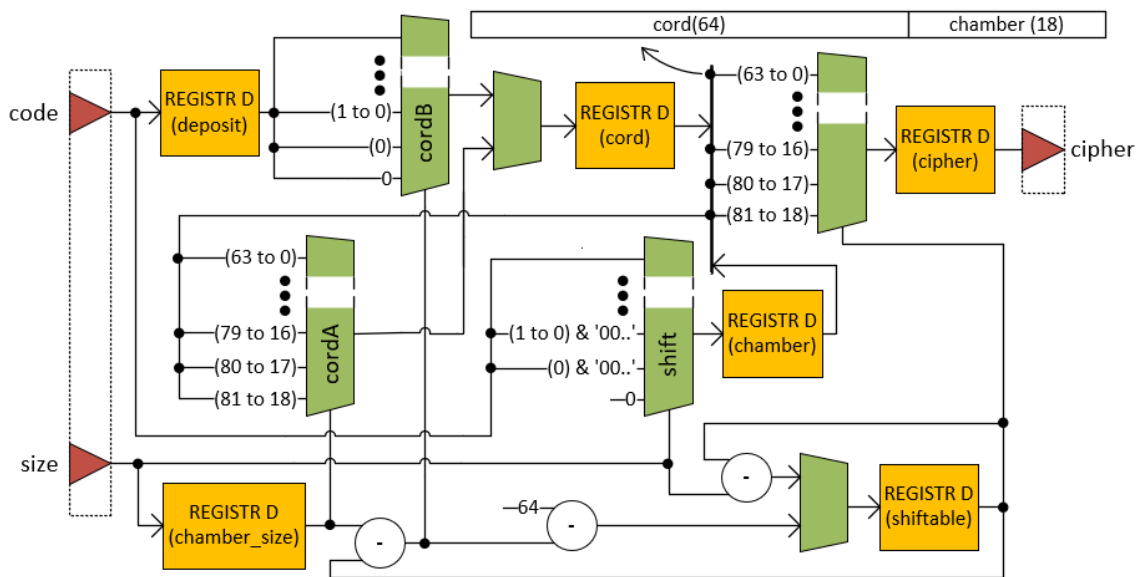 cord(64) chamber (18)
code
REGISTR D
(deposit)
(1 to 0)
(0)
0
cordB
REGISTR D
(cord)
(63 to 0)
(79 to 16)
(80 to 17)
(81 to 18)
REGISTR D
(cipher)
cipher
(63 to 0)
(79 to 16)
(80 to 17)
(81 to 18)
cordA
(1 to 0) & '00..'
(0) & '00..'
0
shift
REGISTR D
(chamber)
size
REGISTR D
(chamber_size)
-
64
-
-
REGISTR D
(shiftable)